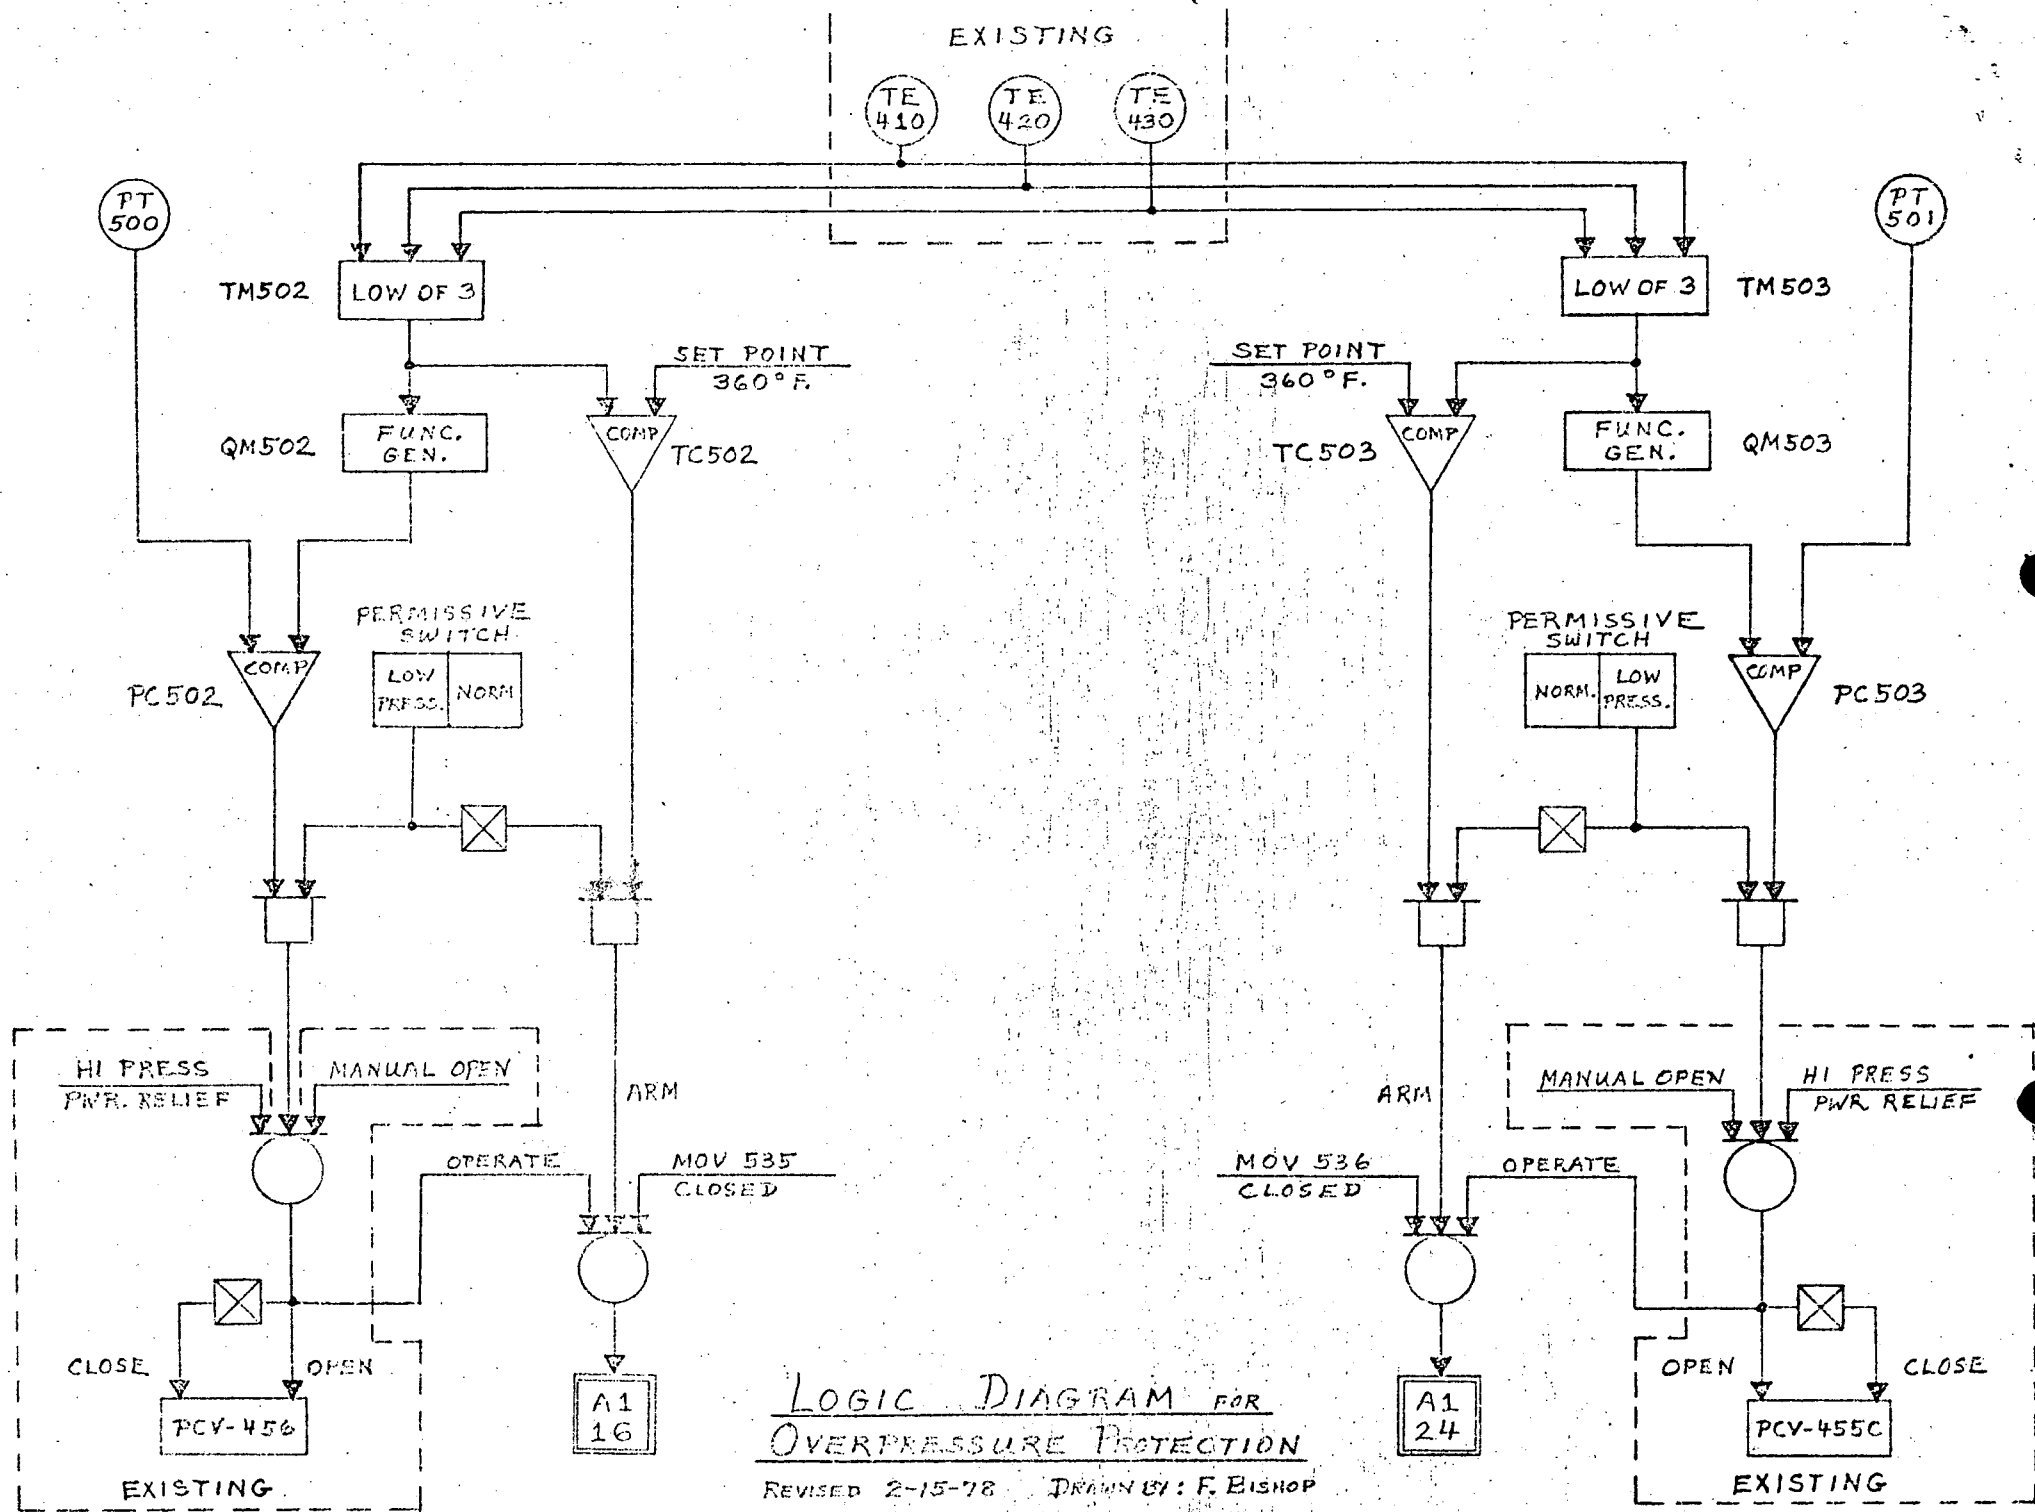 EXISTING
TE
410
TE
420
TE
430
PT
500
PT
501
TM502
LOW OF 3
LOW OF 3
TM503
SET POINT
360°F.
SET POINT
360°F.
QM502
FUNC.
GEN.
COMP
TC502
TC503
COMP
FUNC.
GEN.
QM503
PERMISSIVE
SWITCH
LOW
PRESS.
NORM
COMP
PC502
PERMISSIVE
SWITCH
NORM.
LOW
PRESS.
COMP
PC503
HI PRESS
PWR. RELIEF
MANUAL OPEN
ARM
ARM
MANUAL OPEN
HI PRESS
PWR RELIEF
OPERATE
MOV 535
CLOSED
MOV 536
CLOSED
OPERATE
CLOSE
OPEN
OPEN
CLOSE
PCV-456
A1
16
A1
24
PCV-455C
EXISTING
EXISTING
LOGIC DIAGRAM FOR
OVERPRESSURE PROTECTION
REVISED 2-15-78 DRAWN BY: F. BISHOP